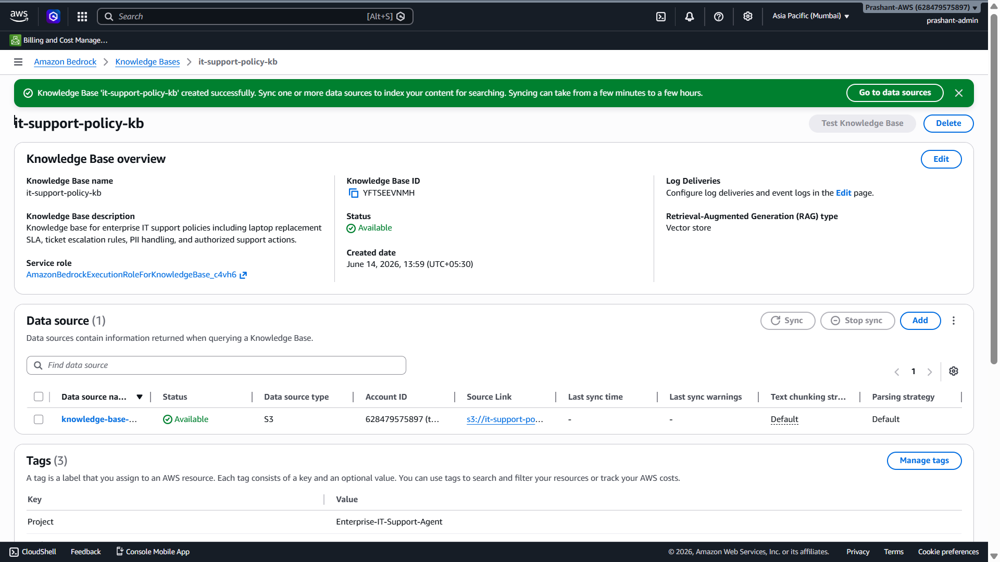 aws
Search
[Alt+S]
Asia Pacific (Mumbai)
Prashant-AWS (628479575897)
prashant-admin
Billing and Cost Manage...
Amazon Bedrock
Knowledge Bases
it-support-policy-kb
Knowledge Base 'it-support-policy-kb' created successfully. Sync one or more data sources to index your content for searching. Syncing can take from a few minutes to a few hours.
Go to data sources
it-support-policy-kb
Test Knowledge Base
Delete
Knowledge Base overview
Edit
Knowledge Base name
it-support-policy-kb
Knowledge Base description
Knowledge base for enterprise IT support policies including laptop replacement
SLA, ticket escalation rules, PII handling, and authorized support actions.
Service role
AmazonBedrockExecutionRoleForKnowledgeBase_c4vh6
Knowledge Base ID
YFTSEEVNMH
Status
Available
Created date
June 14, 2026, 13:59 (UTC+05:30)
Log Deliveries
Configure log deliveries and event logs in the Edit page.
Retrieval-Augmented Generation (RAG) type
Vector store
Data source (1)
Sync
Stop sync
Add
Data sources contain information returned when querying a Knowledge Base.
Find data source
1
Data source na... Status Data source type Account ID Source Link Last sync time Last sync warnings Text chunking str... Parsing strategy
knowledge-base-... Available S3 628479575897 (t... s3://it-support-po... - - Default Default
Tags (3)
Manage tags
A tag is a label that you assign to an AWS resource. Each tag consists of a key and an optional value. You can use tags to search and filter your resources or track your AWS costs.
Key Value
Project Enterprise-IT-Support-Agent
CloudShell Feedback Console Mobile App © 2026, Amazon Web Services, Inc. or its affiliates. Privacy Terms Cookie preferences